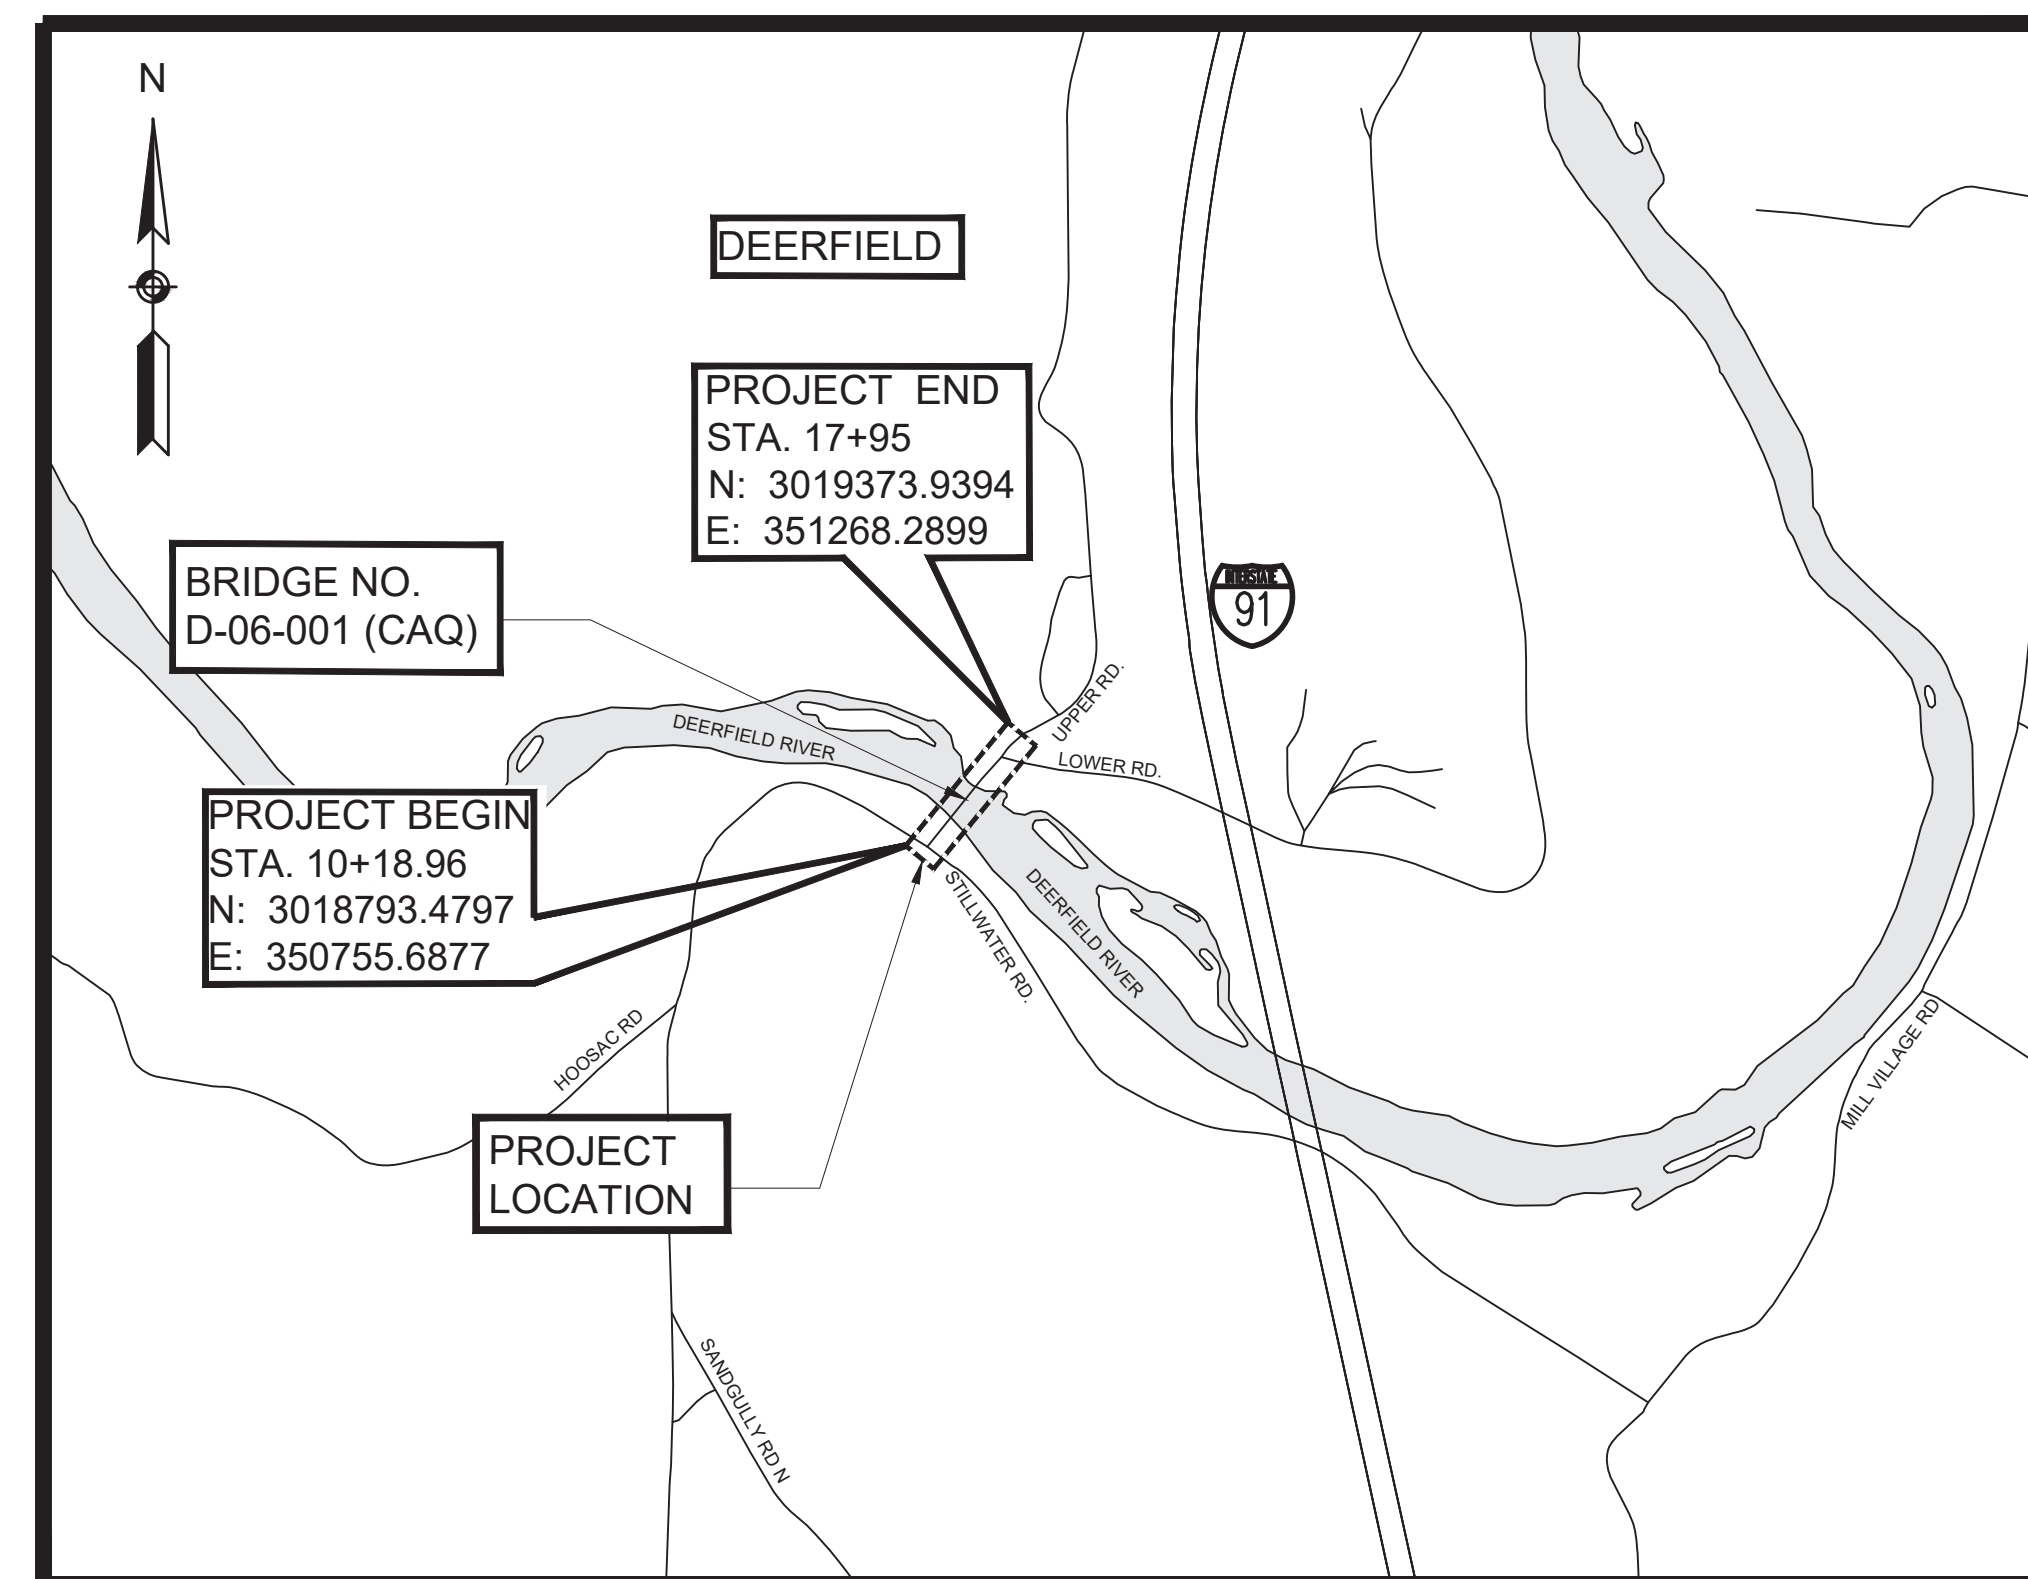 N
DEERFIELD
PROJECT END
STA. 17+95
N: 3019373.9394
E: 351268.2899
BRIDGE NO.
D-06-001 (CAQ)
INTERSTATE
91
UPPER RD.
DEERFIELD RIVER
LOWER RD.
PROJECT BEGIN
STA. 10+18.96
N: 3018793.4797
E: 350755.6877
STILLWATER RD.
DEERFIELD RIVER
HOOSAC RD
MILL VILLAGE RD
PROJECT
LOCATION
SANDGULLY RD N